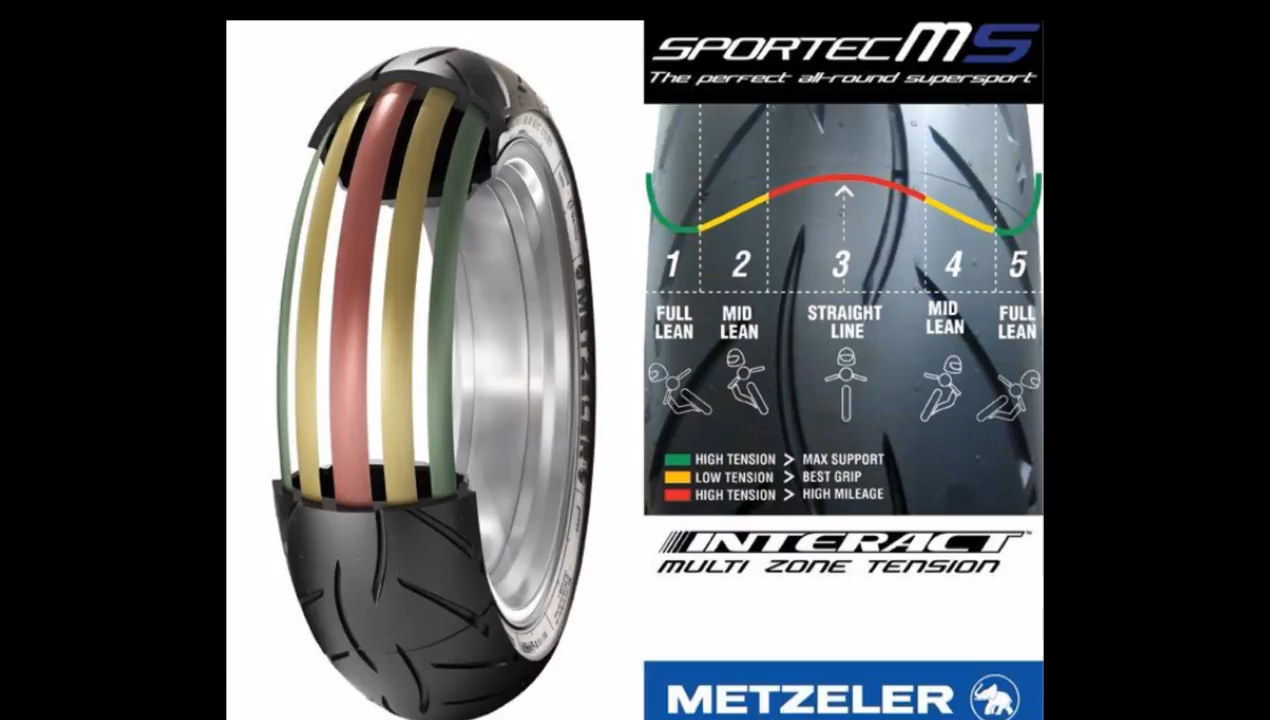 SPORTEC M5
The perfect all-round supersport
1 2 3 4 5
FULL LEAN
MID LEAN
STRAIGHT LINE
MID LEAN
FULL LEAN
HIGH TENSION > MAX SUPPORT
LOW TENSION > BEST GRIP
HIGH TENSION > HIGH MILEAGE
INTERACT™
MULTI ZONE TENSION
METZELER